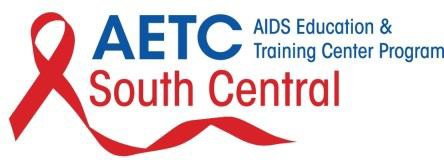 AETC AIDS Education &
Training Center Program
South Central